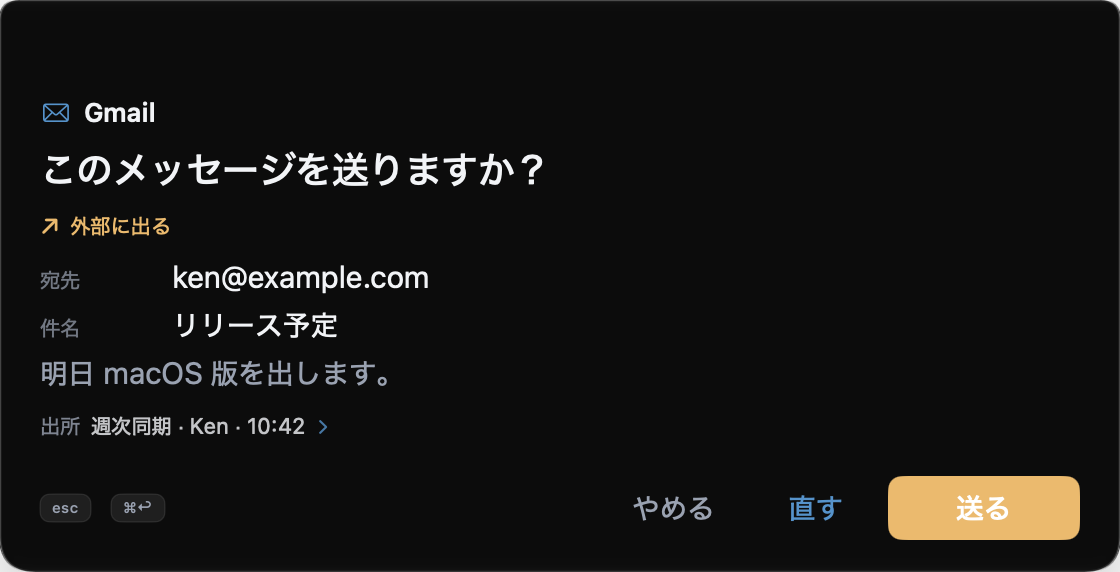 Gmail
このメッセージを送りますか？
↗ 外部に出る
宛先 ken@example.com
件名 リリース予定
明日 macOS 版を出します。
出所 週次同期 · Ken · 10:42 >
esc ⌘↩ やめる 直す 送る